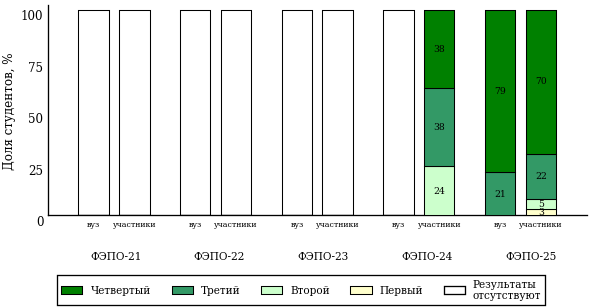 Доля студентов, %
100
75
50
25
0
38
38
24
79
21
70
22
5
3
вуз участники вуз участники вуз участники вуз участники вуз участники
ФЭПО-21 ФЭПО-22 ФЭПО-23 ФЭПО-24 ФЭПО-25
Четвертый Третий Второй Первый Результаты
отсутствуют